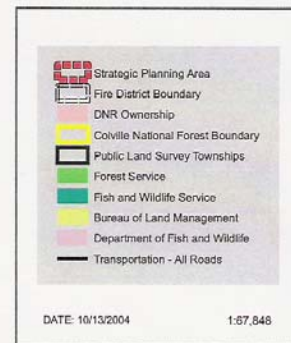 Strategic Planning Area
Fire District Boundary
DNR Ownership
Colville National Forest Boundary
Public Land Survey Townships
Forest Service
Fish and Wildlife Service
Bureau of Land Management
Department of Fish and Wildlife
Transportation - All Roads
DATE: 10/13/2004 1:67,848